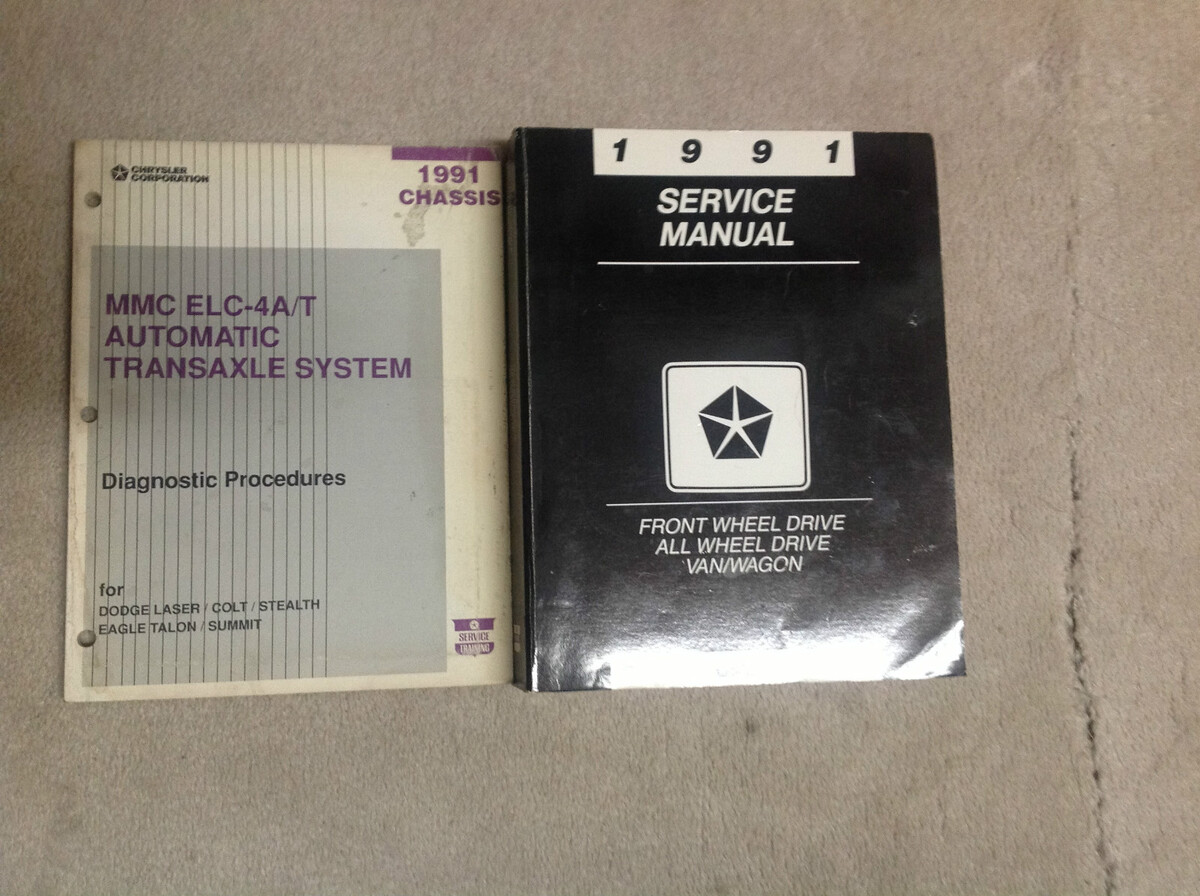 CHRYSLER
CORPORATION
1991
CHASSIS
MMC ELC-4A/T
AUTOMATIC
TRANSAXLE SYSTEM
Diagnostic Procedures
for
DODGE LASER / COLT / STEALTH
EAGLE TALON / SUMMIT
SERVICE
TRAINING
1 9 9 1
SERVICE
MANUAL
FRONT WHEEL DRIVE
ALL WHEEL DRIVE
VAN/WAGON